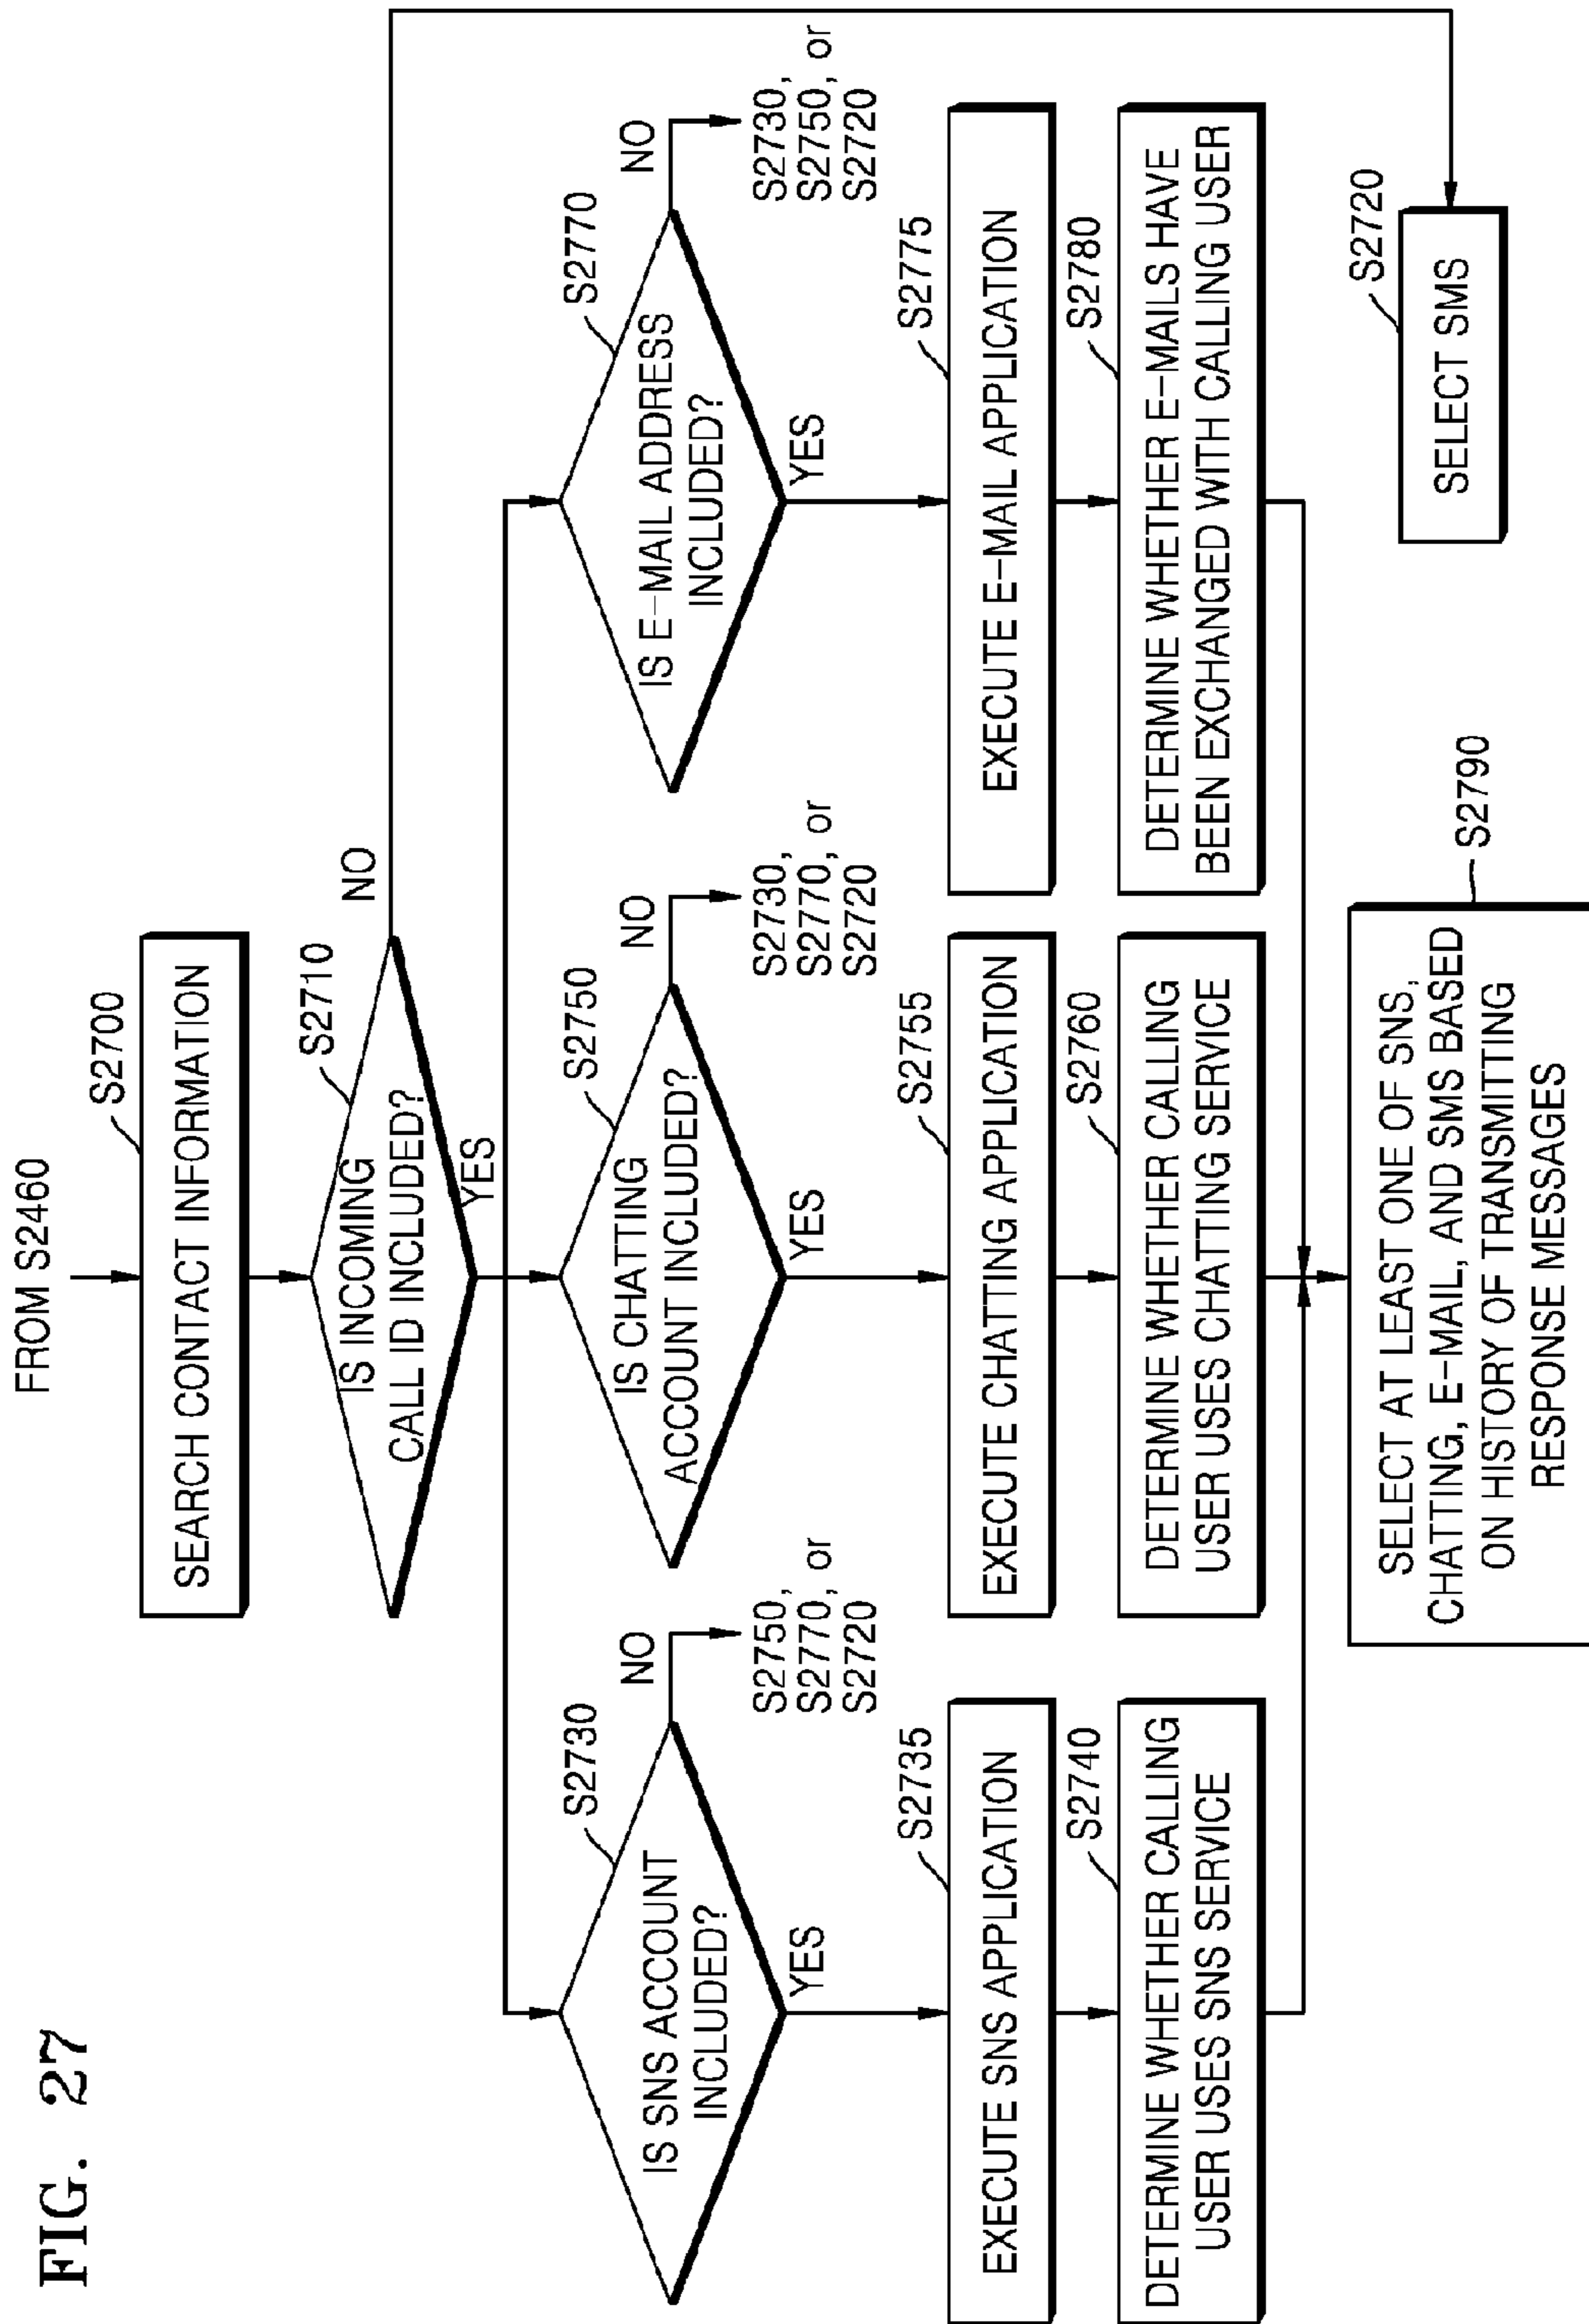 FIG. 27
FROM S2460
S2700
SEARCH CONTACT INFORMATION
S2710
IS INCOMING
CALL ID INCLUDED?
NO
YES
S2730
IS SNS ACCOUNT
INCLUDED?
NO
S2750, or
S2770, or
S2720
YES
S2735
EXECUTE SNS APPLICATION
S2740
DETERMINE WHETHER CALLING
USER USES SNS SERVICE
S2750
IS CHATTING
ACCOUNT INCLUDED?
NO
S2730, or
S2770, or
S2720
YES
S2755
EXECUTE CHATTING APPLICATION
S2760
DETERMINE WHETHER CALLING
USER USES CHATTING SERVICE
S2770
IS E-MAIL ADDRESS
INCLUDED?
NO
S2730, or
S2750, or
S2720
YES
S2775
EXECUTE E-MAIL APPLICATION
S2780
DETERMINE WHETHER E-MAILS HAVE
BEEN EXCHANGED WITH CALLING USER
S2790
SELECT AT LEAST ONE OF SNS,
CHATTING, E-MAIL, AND SMS BASED
ON HISTORY OF TRANSMITTING
RESPONSE MESSAGES
S2720
SELECT SMS